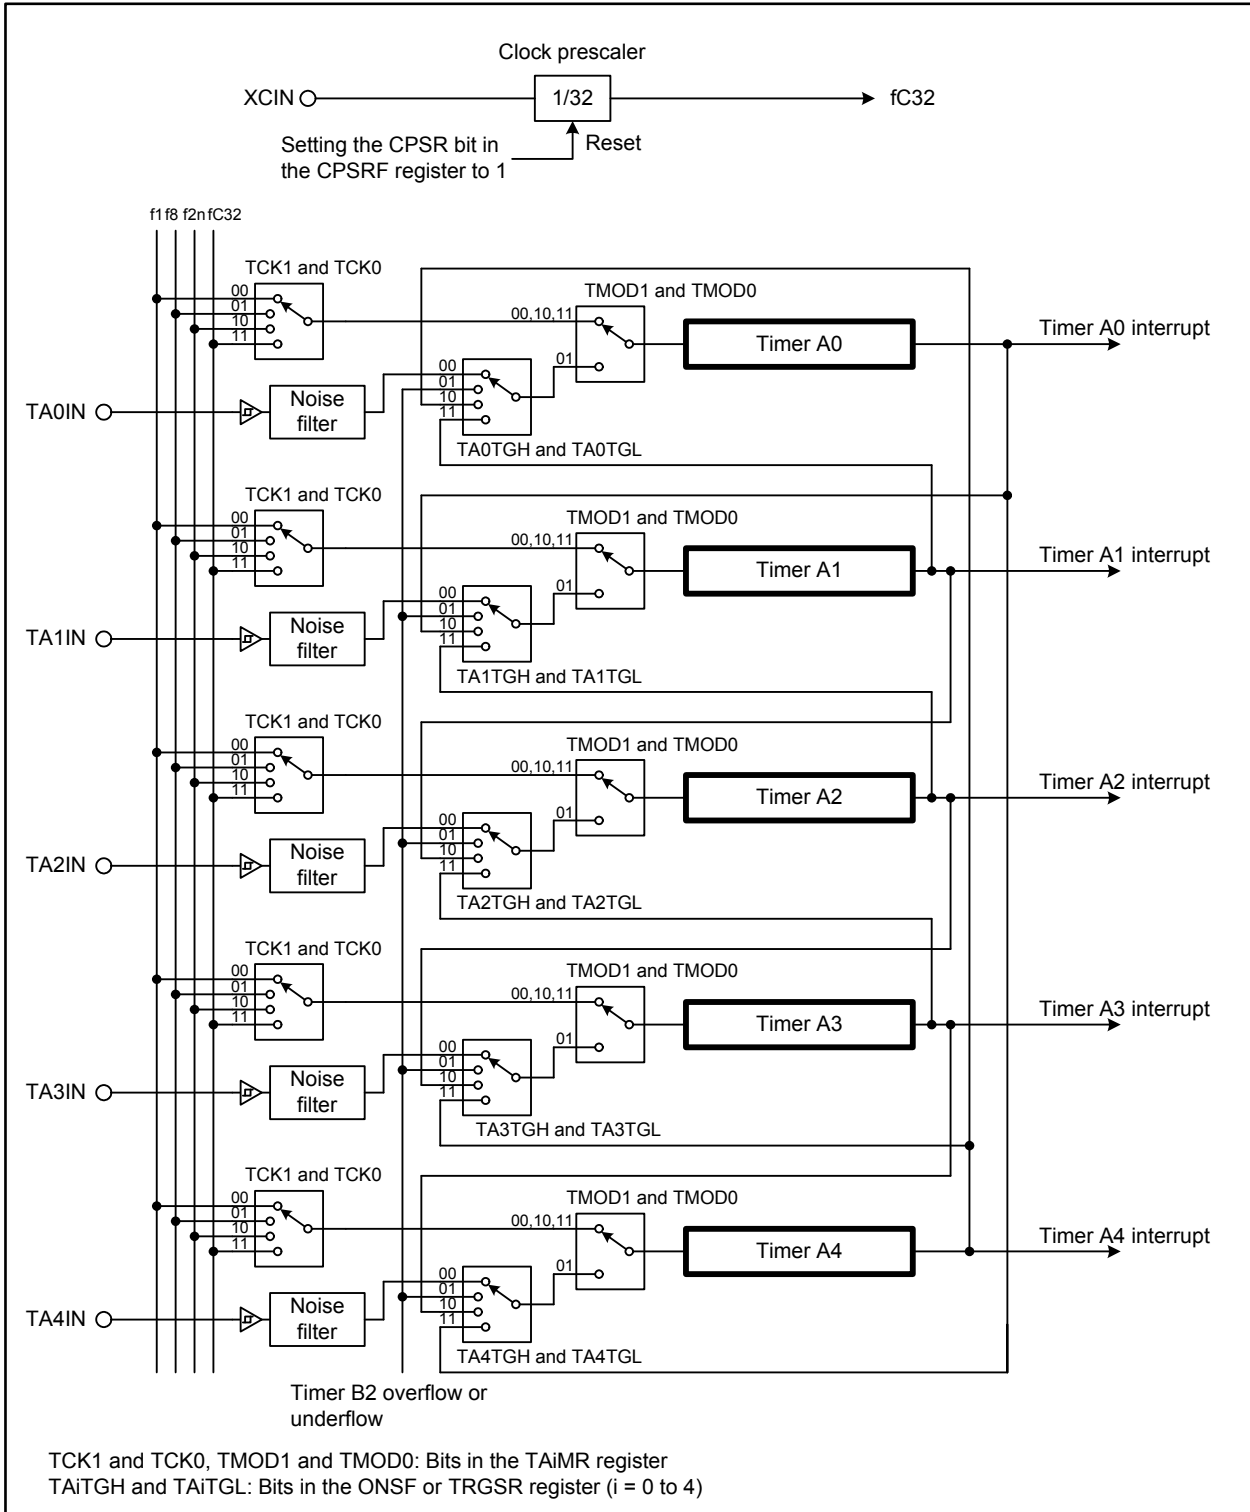 Clock prescaler
XCIN
1/32
fC32
Setting the CPSR bit in
the CPSRF register to 1
Reset
f1 f8 f2n fC32
TCK1 and TCK0
00
01
10
11
TMOD1 and TMOD0
00,10,11
01
Timer A0
Timer A0 interrupt
TA0IN
Noise
filter
00
01
10
11
TA0TGH and TA0TGL
TCK1 and TCK0
00
01
10
11
TMOD1 and TMOD0
00,10,11
01
Timer A1
Timer A1 interrupt
TA1IN
Noise
filter
00
01
10
11
TA1TGH and TA1TGL
TCK1 and TCK0
00
01
10
11
TMOD1 and TMOD0
00,10,11
01
Timer A2
Timer A2 interrupt
TA2IN
Noise
filter
00
01
10
11
TA2TGH and TA2TGL
TCK1 and TCK0
00
01
10
11
TMOD1 and TMOD0
00,10,11
01
Timer A3
Timer A3 interrupt
TA3IN
Noise
filter
00
01
10
11
TA3TGH and TA3TGL
TCK1 and TCK0
00
01
10
11
TMOD1 and TMOD0
00,10,11
01
Timer A4
Timer A4 interrupt
TA4IN
Noise
filter
00
01
10
11
TA4TGH and TA4TGL
Timer B2 overflow or
underflow
TCK1 and TCK0, TMOD1 and TMOD0: Bits in the TAiMR register
TAiTGH and TAiTGL: Bits in the ONSF or TRGSR register (i = 0 to 4)